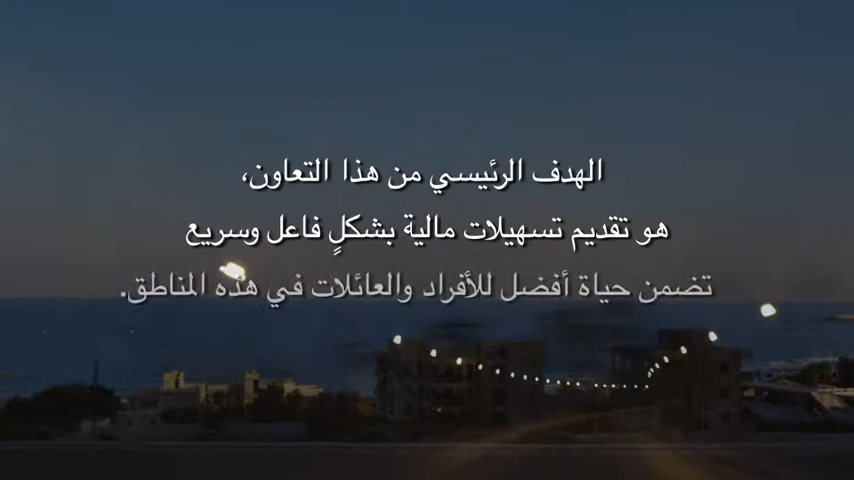 الهدف الرئيسي من هذا التعاون،
هو تقديم تسهيلات مالية بشكلٍ فاعل وسريع
تضمن حياة أفضل للأفراد والعائلات في هذه المناطق.